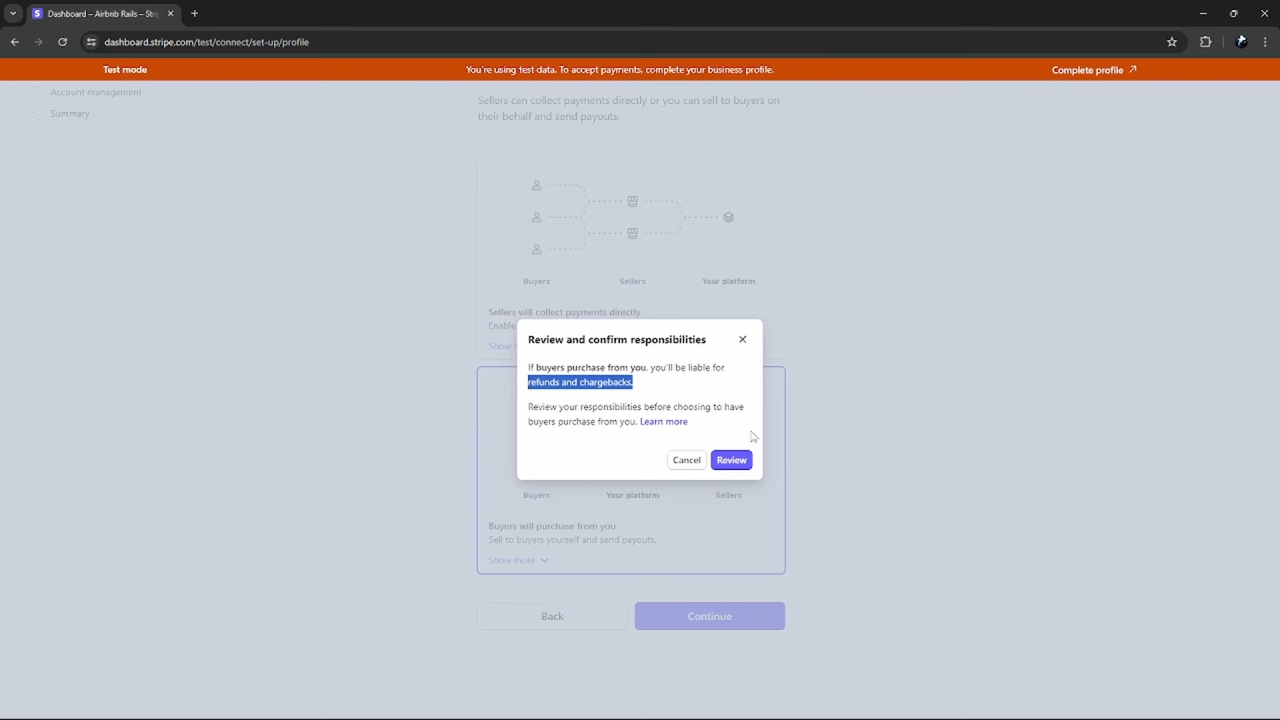 Dashboard – Airbnb Rails – Stri
dashboard.stripe.com/test/connect/set-up/profile
Test mode
You're using test data. To accept payments, complete your business profile.
Complete profile
Account management
Summary
Sellers can collect payments directly or you can sell to buyers on
their behalf and send payouts.
Buyers
Sellers
Your platform
Sellers will collect payments directly
Enable
Show
Review and confirm responsibilities
If buyers purchase from you, you'll be liable for
refunds and chargebacks.
Review your responsibilities before choosing to have
buyers purchase from you. Learn more
Cancel
Review
Buyers
Your platform
Sellers
Buyers will purchase from you
Sell to buyers yourself and send payouts.
Show more
Back
Continue